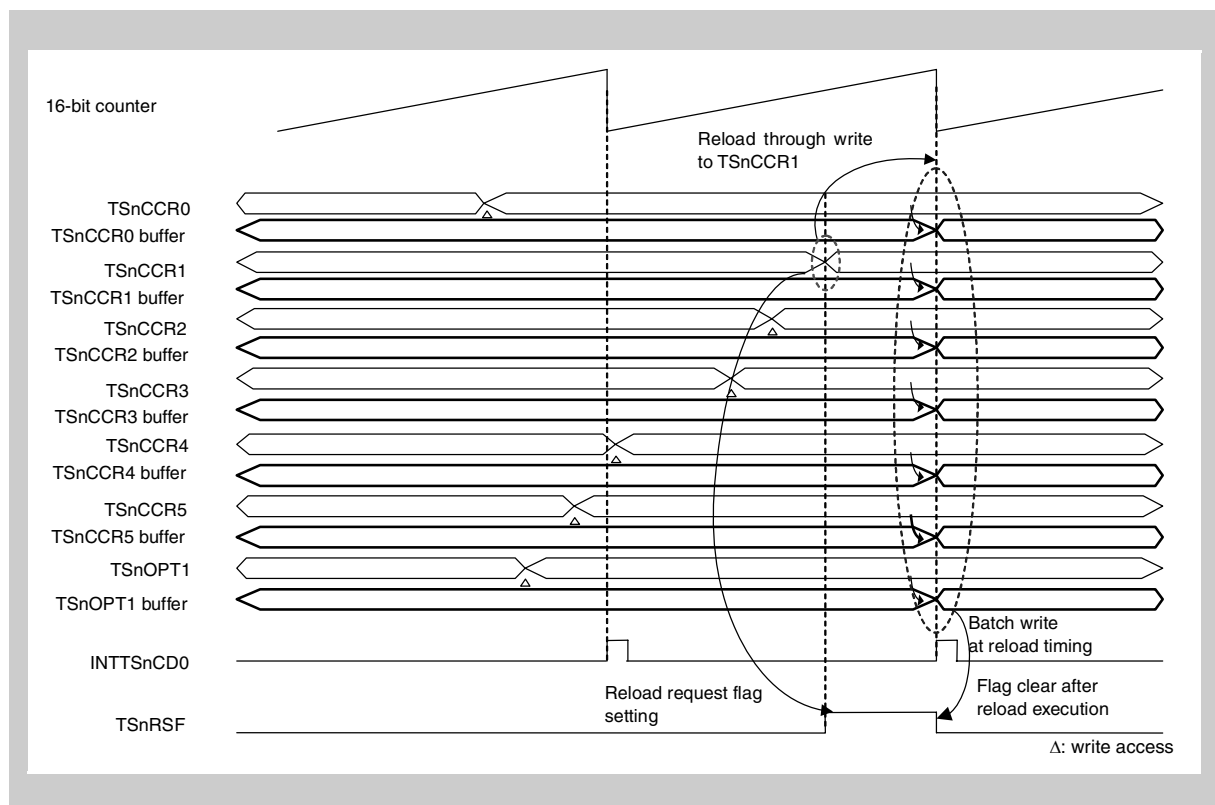 16-bit counter
Reload through write
to TSnCCR1
TSnCCR0
TSnCCR0 buffer
TSnCCR1
TSnCCR1 buffer
TSnCCR2
TSnCCR2 buffer
TSnCCR3
TSnCCR3 buffer
TSnCCR4
TSnCCR4 buffer
TSnCCR5
TSnCCR5 buffer
TSnOPT1
TSnOPT1 buffer
Batch write
at reload timing
INTTSnCD0
Reload request flag
setting
Flag clear after
reload execution
TSnRSF
Δ: write access